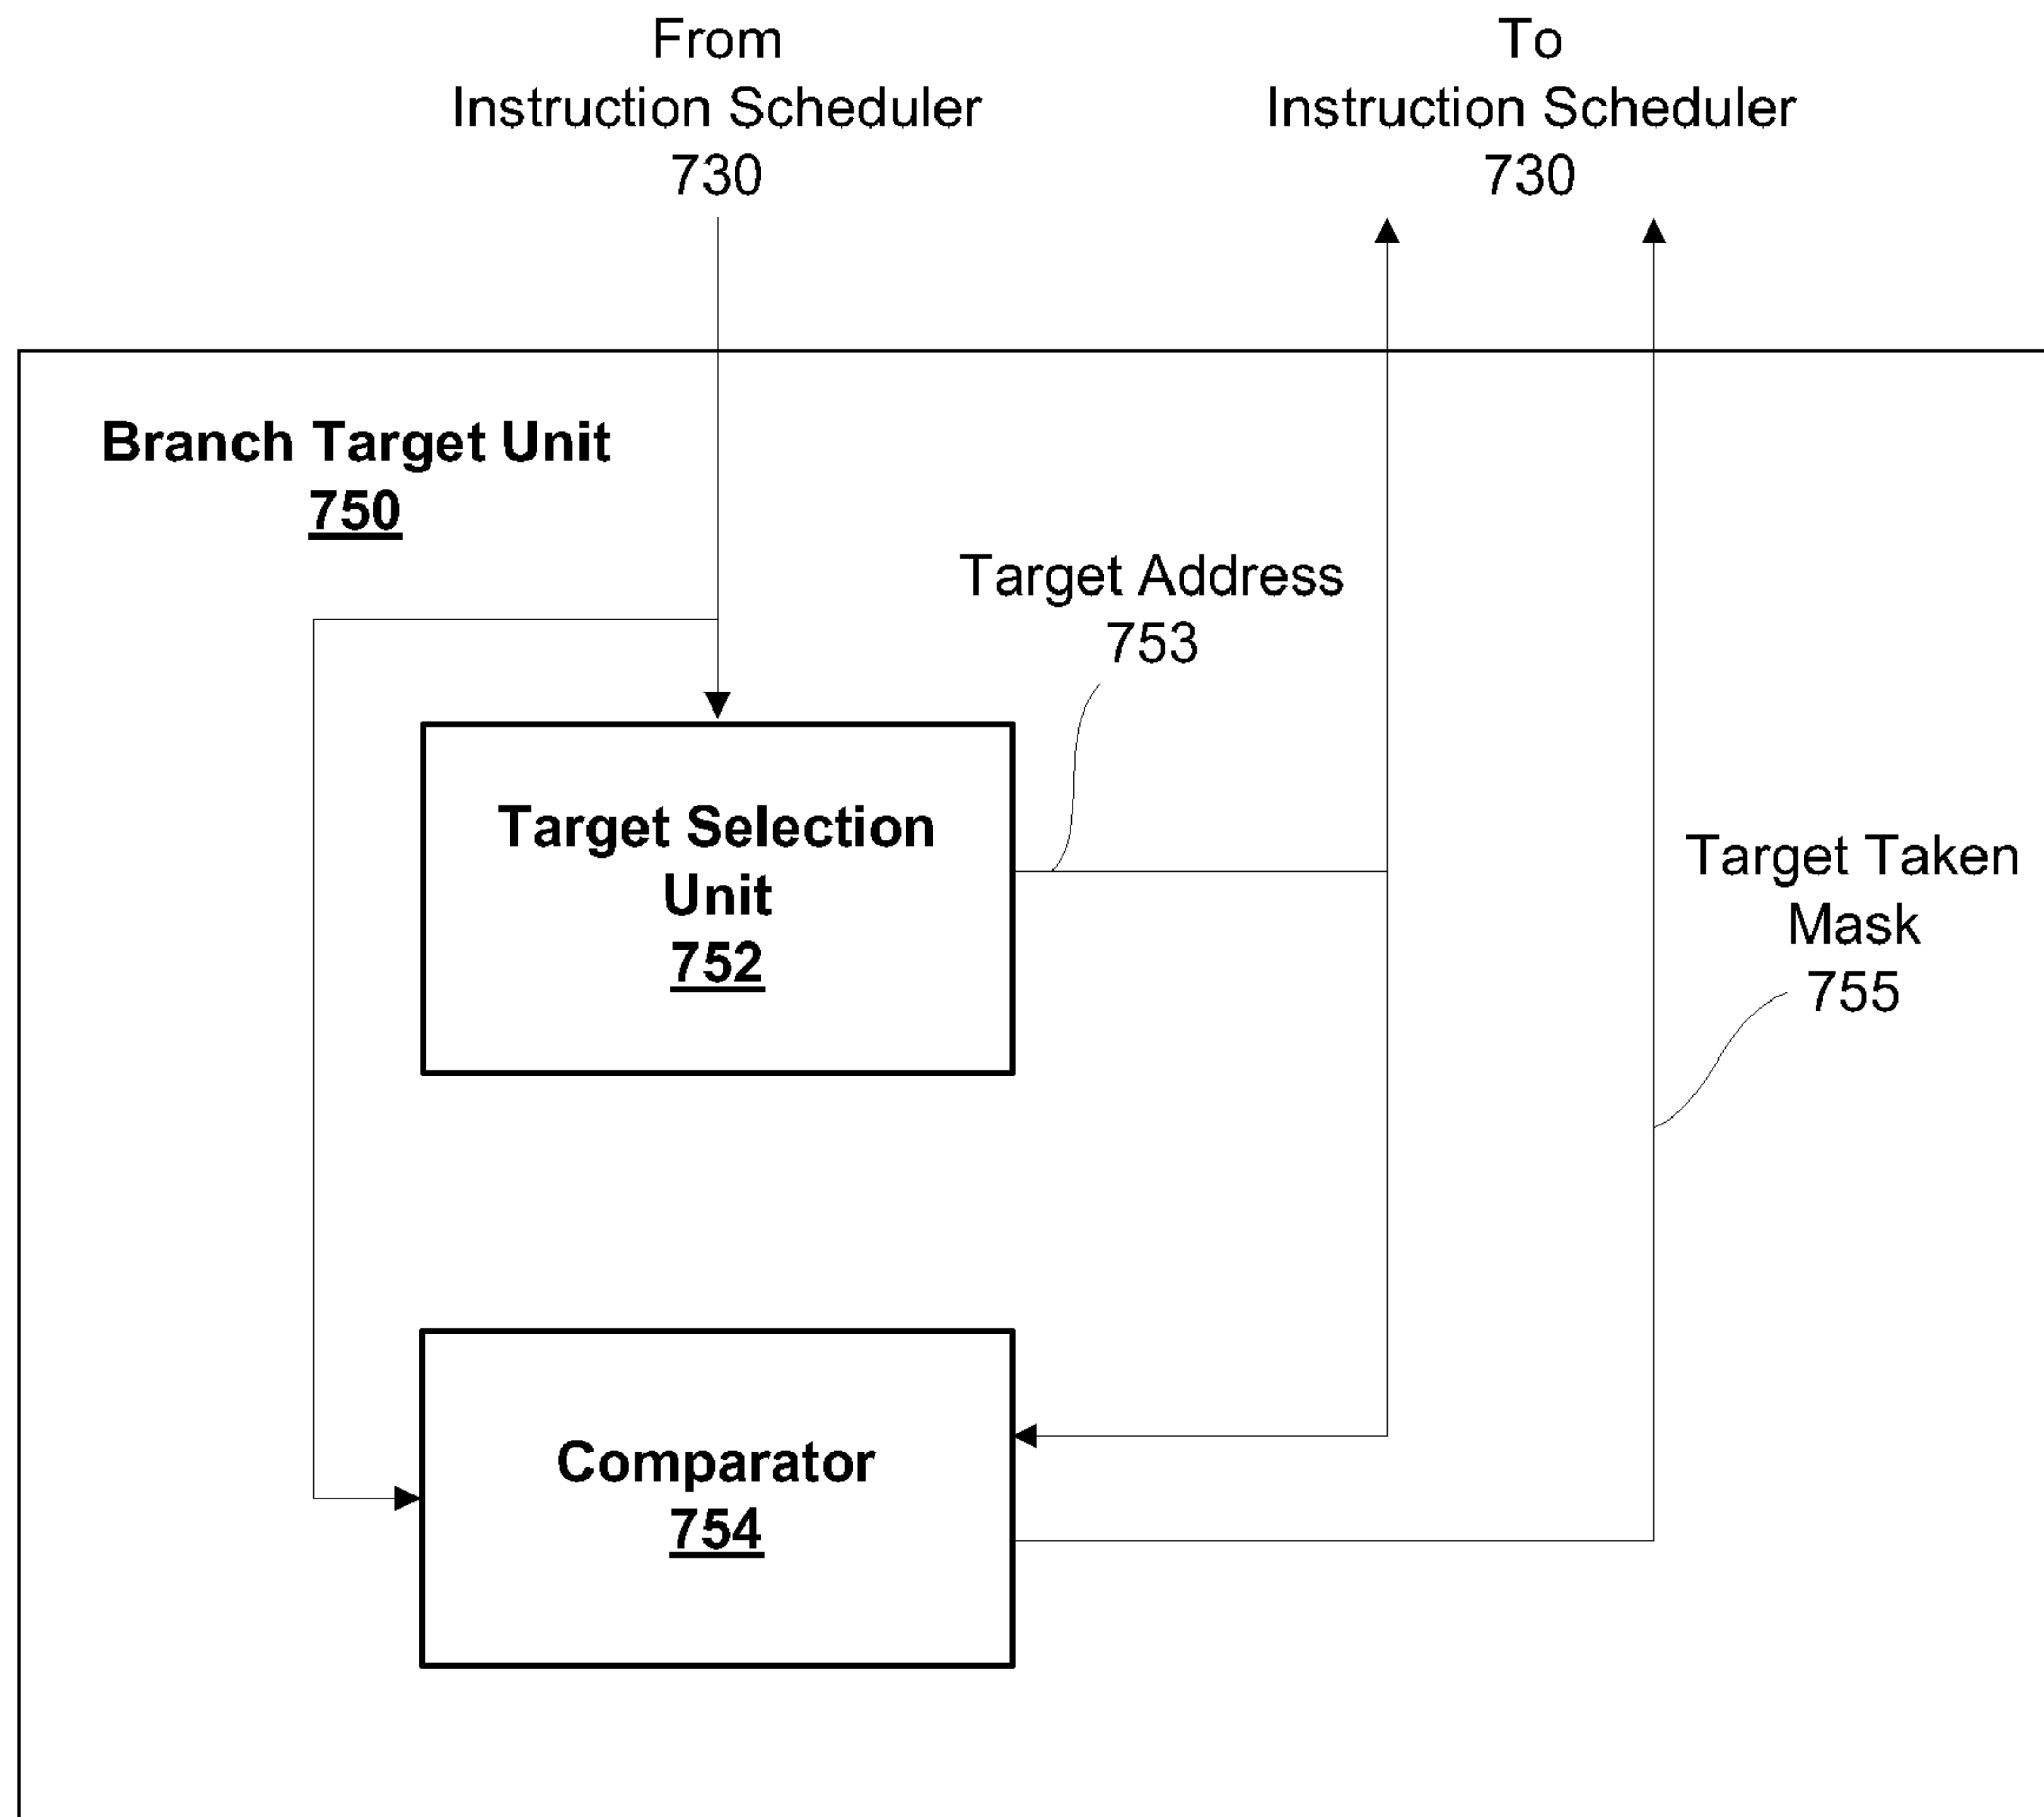 From
Instruction Scheduler
730
To
Instruction Scheduler
730
Branch Target Unit
750
Target Address
753
Target Selection
Unit
752
Target Taken
Mask
755
Comparator
754